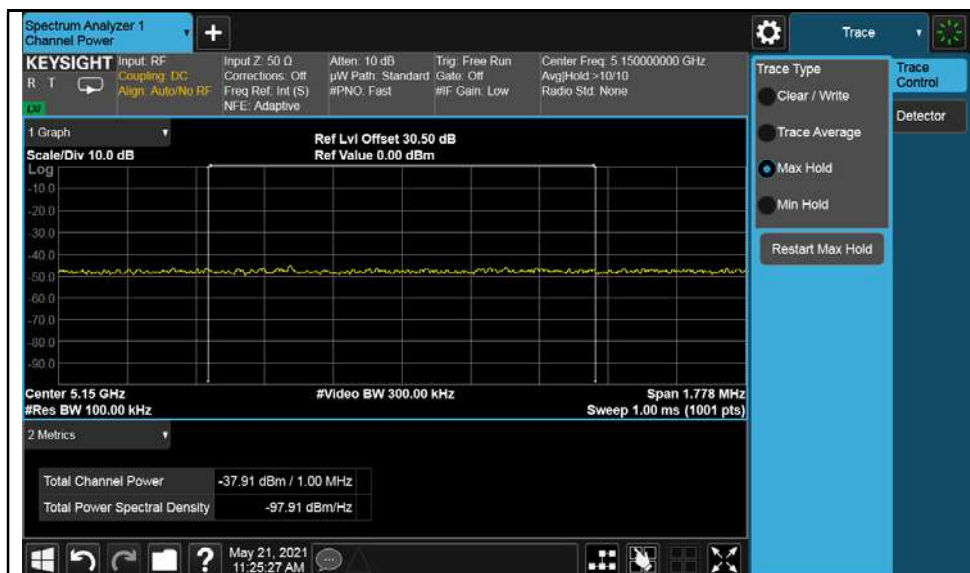 Spectrum Analyzer 1
Channel Power
+
Trace
KEYSIGHT
R T
LXI
Input: RF
Coupling: DC
Align: Auto/No RF
Input Z: 50 Ω
Corrections: Off
Freq Ref: Int (S)
NFE: Adaptive
Atten: 10 dB
µW Path: Standard
#PNO: Fast
Trig: Free Run
Gate: Off
#IF Gain: Low
Center Freq: 5.150000000 GHz
Avg|Hold >10/10
Radio Std: None
Trace Type
Clear / Write
Trace Average
Max Hold
Min Hold
Restart Max Hold
Trace
Control
Detector
1 Graph
Scale/Div 10.0 dB
Ref Lvl Offset 30.50 dB
Ref Value 0.00 dBm
Log
-10.0
-20.0
-30.0
-40.0
-50.0
-60.0
-70.0
-80.0
-90.0
Center 5.15 GHz
#Video BW 300.00 kHz
Span 1.778 MHz
#Res BW 100.00 kHz
Sweep 1.00 ms (1001 pts)
2 Metrics
Total Channel Power -37.91 dBm / 1.00 MHz
Total Power Spectral Density -97.91 dBm/Hz
?
May 21, 2021
11:25:27 AM